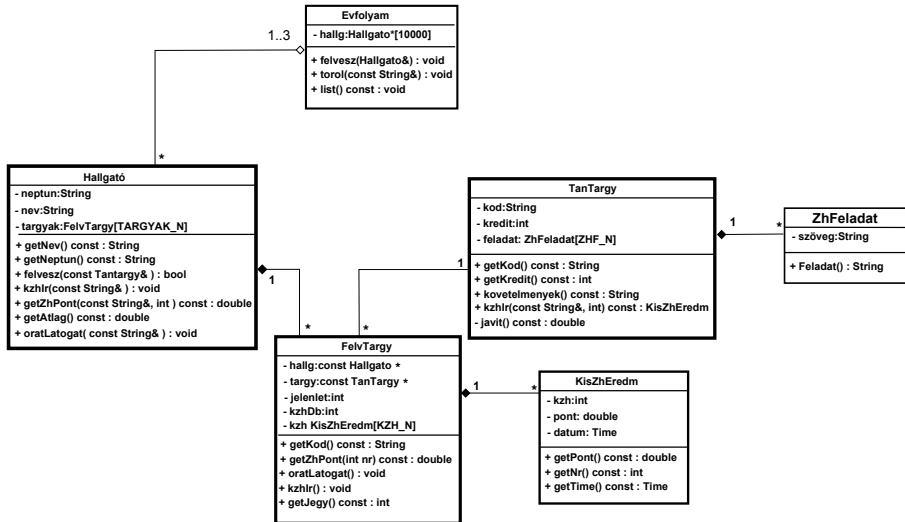 Evfolyam
- hallg:Hallgato*[10000]
+ felvesz(Hallgato&) : void
+ torol(const String&) : void
+ list() const : void
1..3
*
Hallgató
- neptun:String
- nev:String
- targyak:FelvTargy[TARGYAK_N]
+ getNev() const : String
+ getNeptun() const : String
+ felvesz(const Tantargy& ) : bool
+ kzhIr(const String& ) : void
+ getZhPont(const String&, int ) const : double
+ getAtlag() const : double
+ oratLatogat( const String& ) : void
1
*
TanTargy
- kod:String
- kredit:int
- feladat: ZhFeladat[ZHF_N]
+ getKod() const : String
+ getKredit() const : int
+ kovetelmenyek() const : String
+ kzhIr(const String&, int) const : KisZhEredm
- javit() const : double
1
*
1
*
ZhFeladat
- szöveg:String
+ Feladat() : String
FelvTargy
- hallg:const Hallgato *
- targy:const TanTargy *
- jelenlet:int
- kzhDb:int
- kzh KisZhEredm[KZH_N]
+ getKod() const : String
+ getZhPont(int nr) const : double
+ oratLatogat() : void
+ kzhIr() : void
+ getJegy() const : int
1
*
KisZhEredm
- kzh:int
- pont: double
- datum: Time
+ getPont() const : double
+ getNr() const : int
+ getTime() const : Time